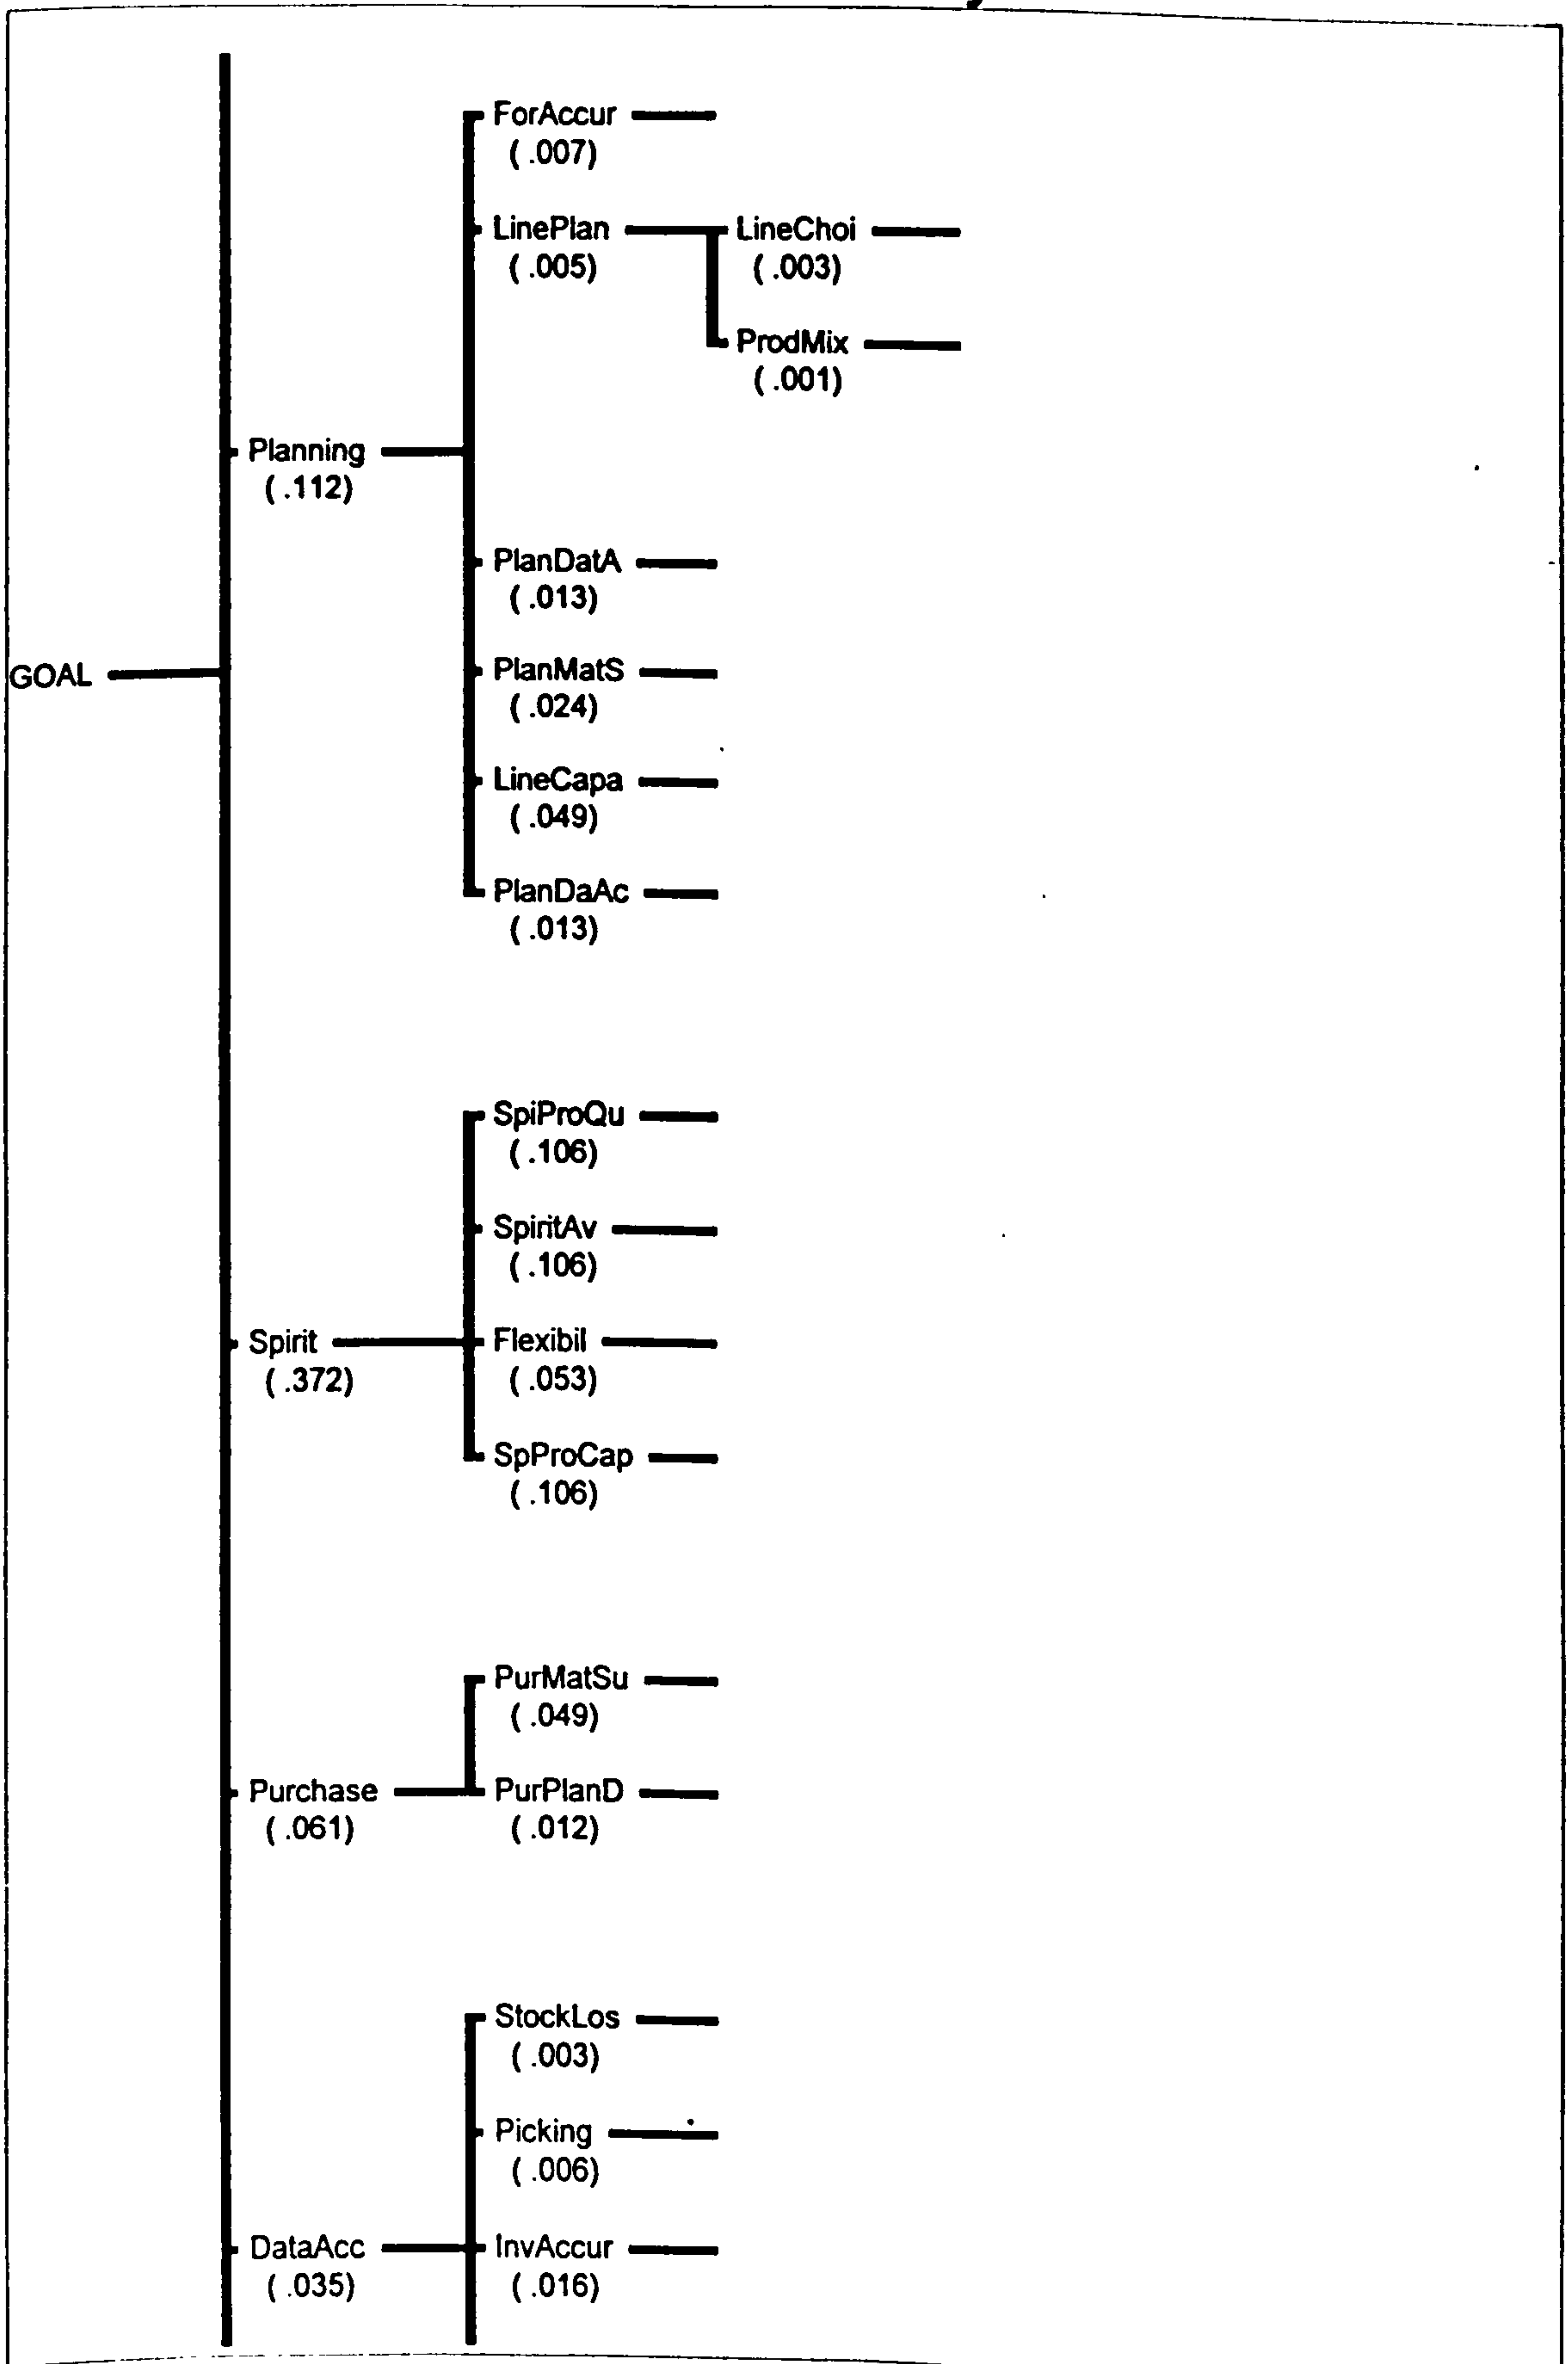 ForAccur
( .007)
LinePlan LineChoi
( .005) ( .003)
ProdMix
( .001)
Planning
( .112)
PlanDatA
( .013)
GOAL PlanMatS
( .024)
LineCapa
( .049)
PlanDaAc
( .013)
SpiProQu
( .106)
SpiritAv
( .106)
Spirit Flexibil
( .372) ( .053)
SpProCap
( .106)
PurMatSu
( .049)
Purchase PurPlanD
( .061) ( .012)
StockLos
( .003)
Picking
( .006)
DataAcc InvAccur
( .035) ( .016)